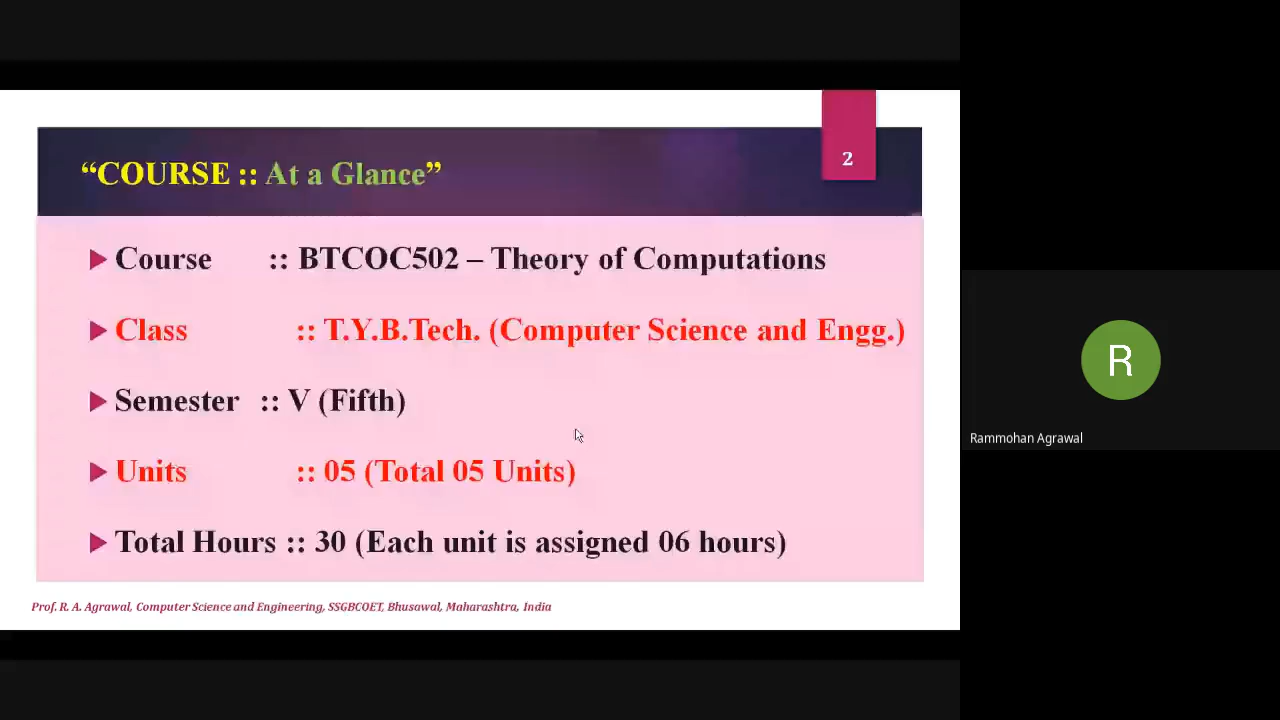 “COURSE :: At a Glance”
2
Course :: BTCOC502 – Theory of Computations
Class :: T.Y.B.Tech. (Computer Science and Engg.)
Semester :: V (Fifth)
Units :: 05 (Total 05 Units)
Total Hours :: 30 (Each unit is assigned 06 hours)
Prof. R. A. Agrawal, Computer Science and Engineering, SSGBCOET, Bhusawal, Maharashtra, India
R
Rammohan Agrawal